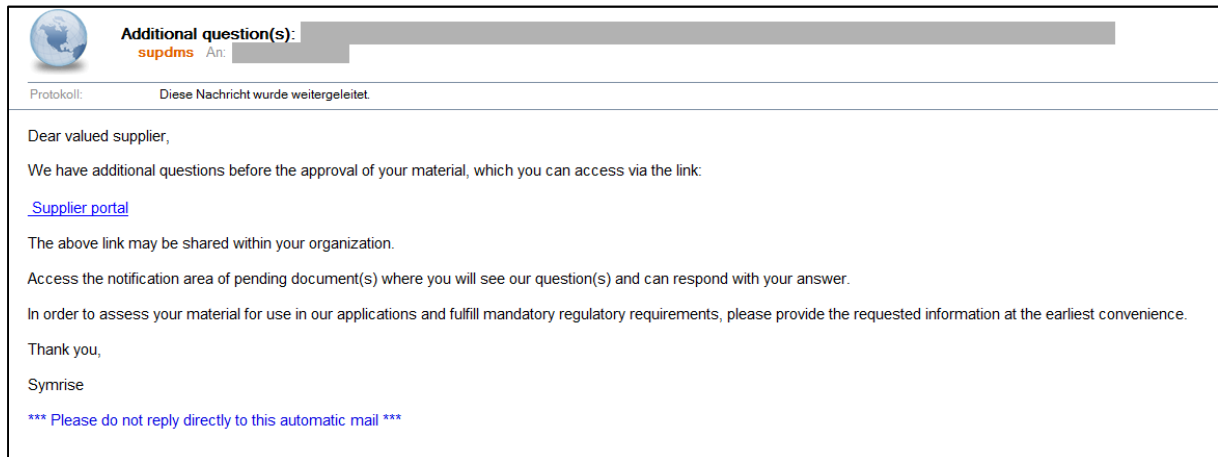 Additional question(s):
supdms An:
Protokoll: Diese Nachricht wurde weitergeleitet.
Dear valued supplier,
We have additional questions before the approval of your material, which you can access via the link:
Supplier portal
The above link may be shared within your organization.
Access the notification area of pending document(s) where you will see our question(s) and can respond with your answer.
In order to assess your material for use in our applications and fulfill mandatory regulatory requirements, please provide the requested information at the earliest convenience.
Thank you,
Symrise
*** Please do not reply directly to this automatic mail ***